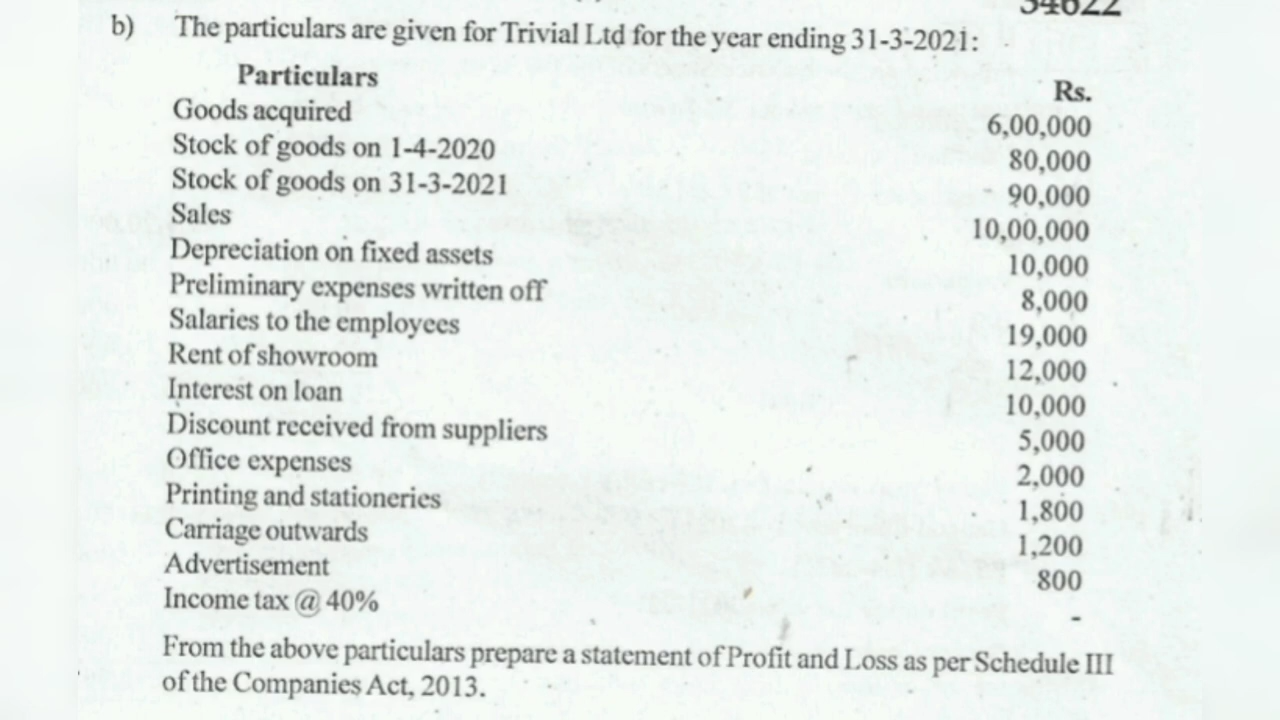 54622
b) The particulars are given for Trivial Ltd for the year ending 31-3-2021:
Particulars Rs.
Goods acquired 6,00,000
Stock of goods on 1-4-2020 80,000
Stock of goods on 31-3-2021 90,000
Sales 10,00,000
Depreciation on fixed assets 10,000
Preliminary expenses written off 8,000
Salaries to the employees 19,000
Rent of showroom 12,000
Interest on loan 10,000
Discount received from suppliers 5,000
Office expenses 2,000
Printing and stationeries 1,800
Carriage outwards 1,200
Advertisement 800
Income tax @ 40% -
From the above particulars prepare a statement of Profit and Loss as per Schedule III
of the Companies Act, 2013.